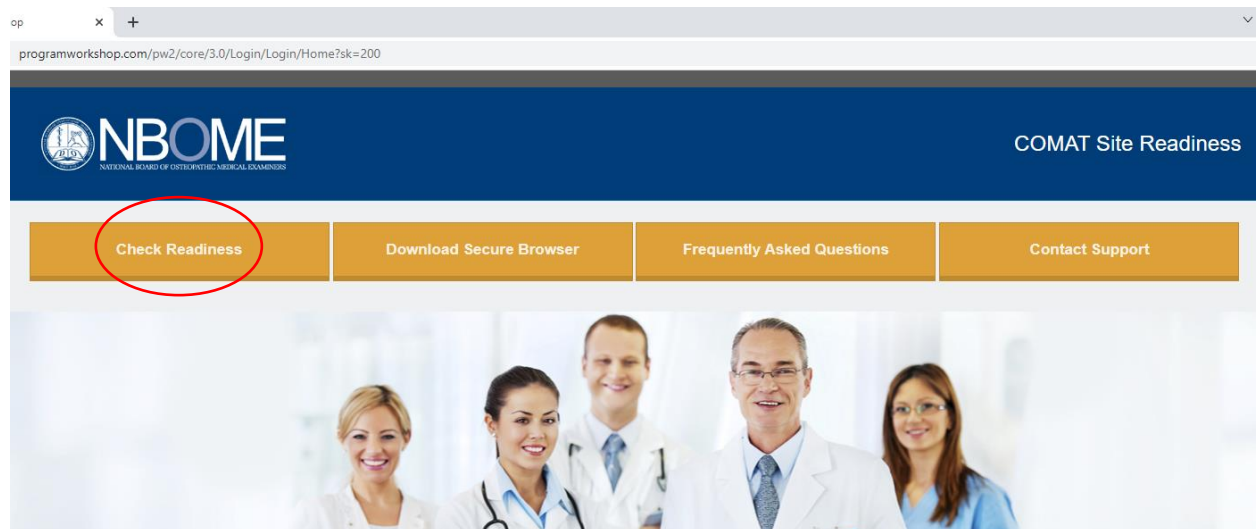 op × +
programworkshop.com/pw2/core/3.0/Login/Login/Home?sk=200
NBOME
NATIONAL BOARD OF OSTEOPATHIC MEDICAL EXAMINERS
COMAT Site Readiness
Check Readiness
Download Secure Browser
Frequently Asked Questions
Contact Support